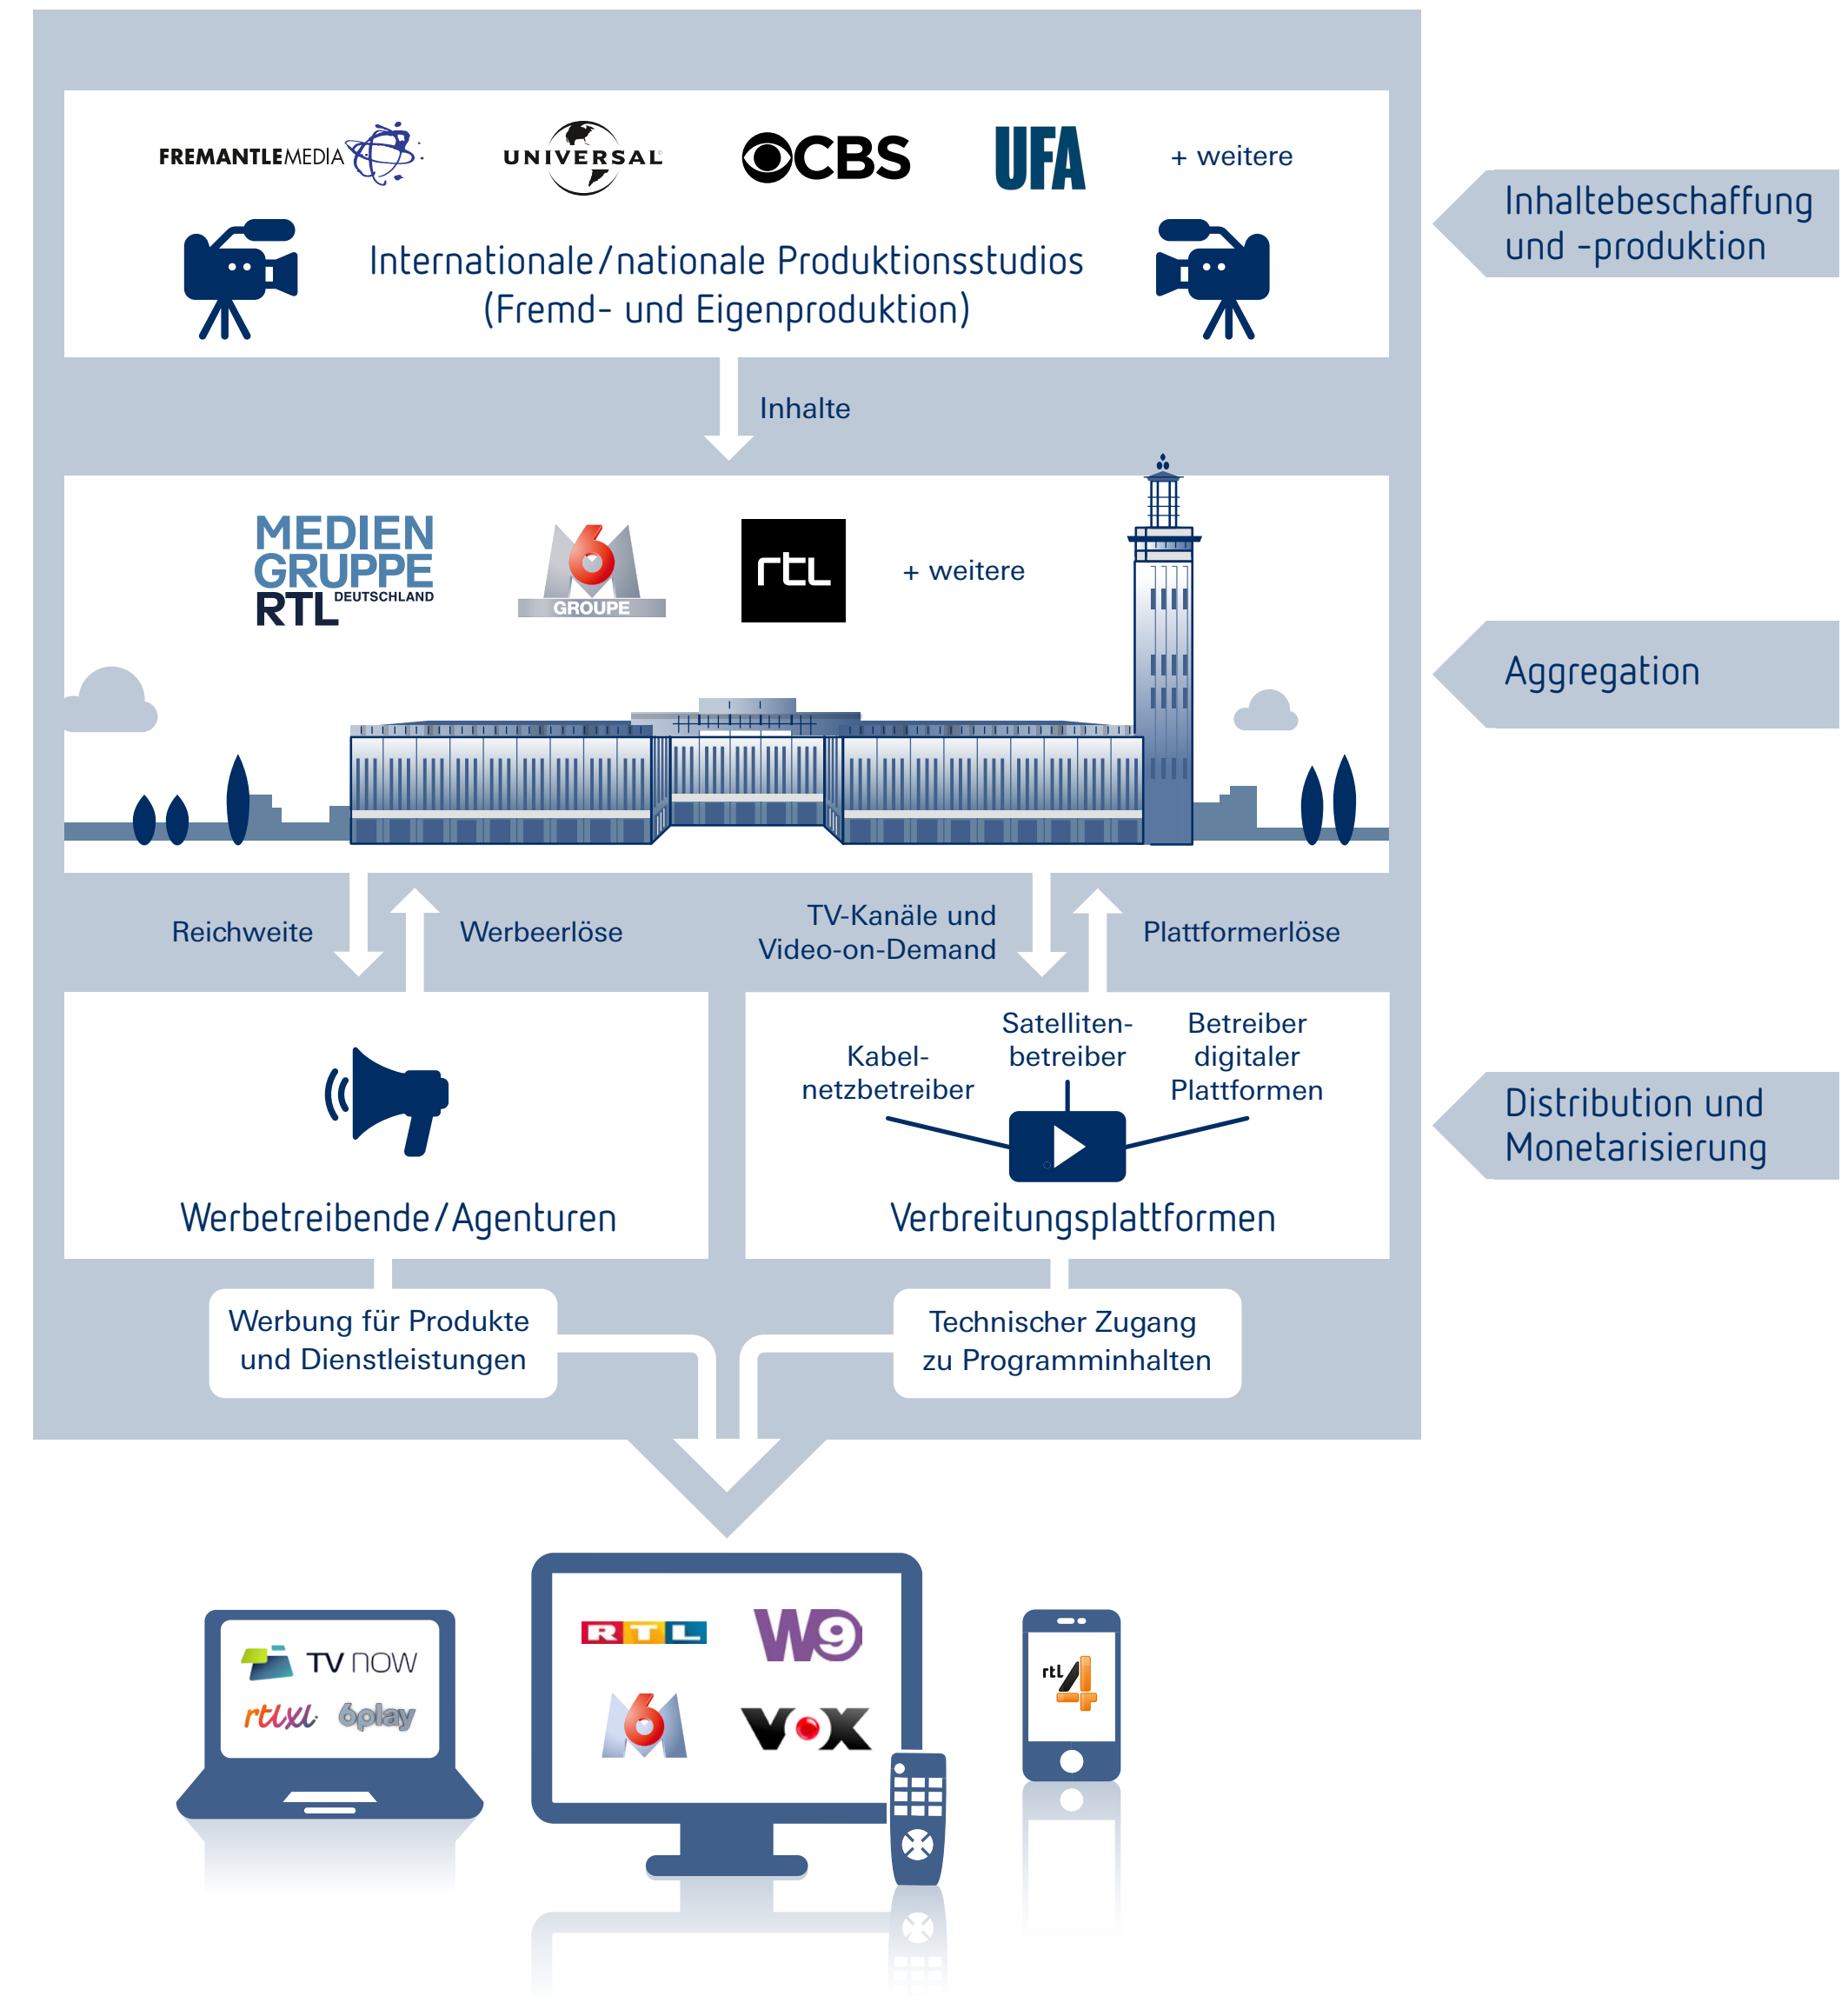 FREMANTLEMEDIA
UNIVERSAL
CBS
UFA
+ weitere
Internationale/nationale Produktionsstudios
(Fremd- und Eigenproduktion)
Inhaltebeschaffung
und -produktion
Inhalte
MEDIEN
GRUPPE
RTL DEUTSCHLAND
M6
GROUPE
rtl
+ weitere
Aggregation
Reichweite
Werbeerlöse
TV-Kanäle und
Video-on-Demand
Plattformerlöse
Werbetreibende/Agenturen
Kabel-
netzbetreiber
Satelliten-
betreiber
Betreiber
digitaler
Plattformen
Verbreitungsplattformen
Distribution und
Monetarisierung
Werbung für Produkte
und Dienstleistungen
Technischer Zugang
zu Programminhalten
TV NOW
rtlxl
6play
RTL
W9
M6
VOX
rtl 4